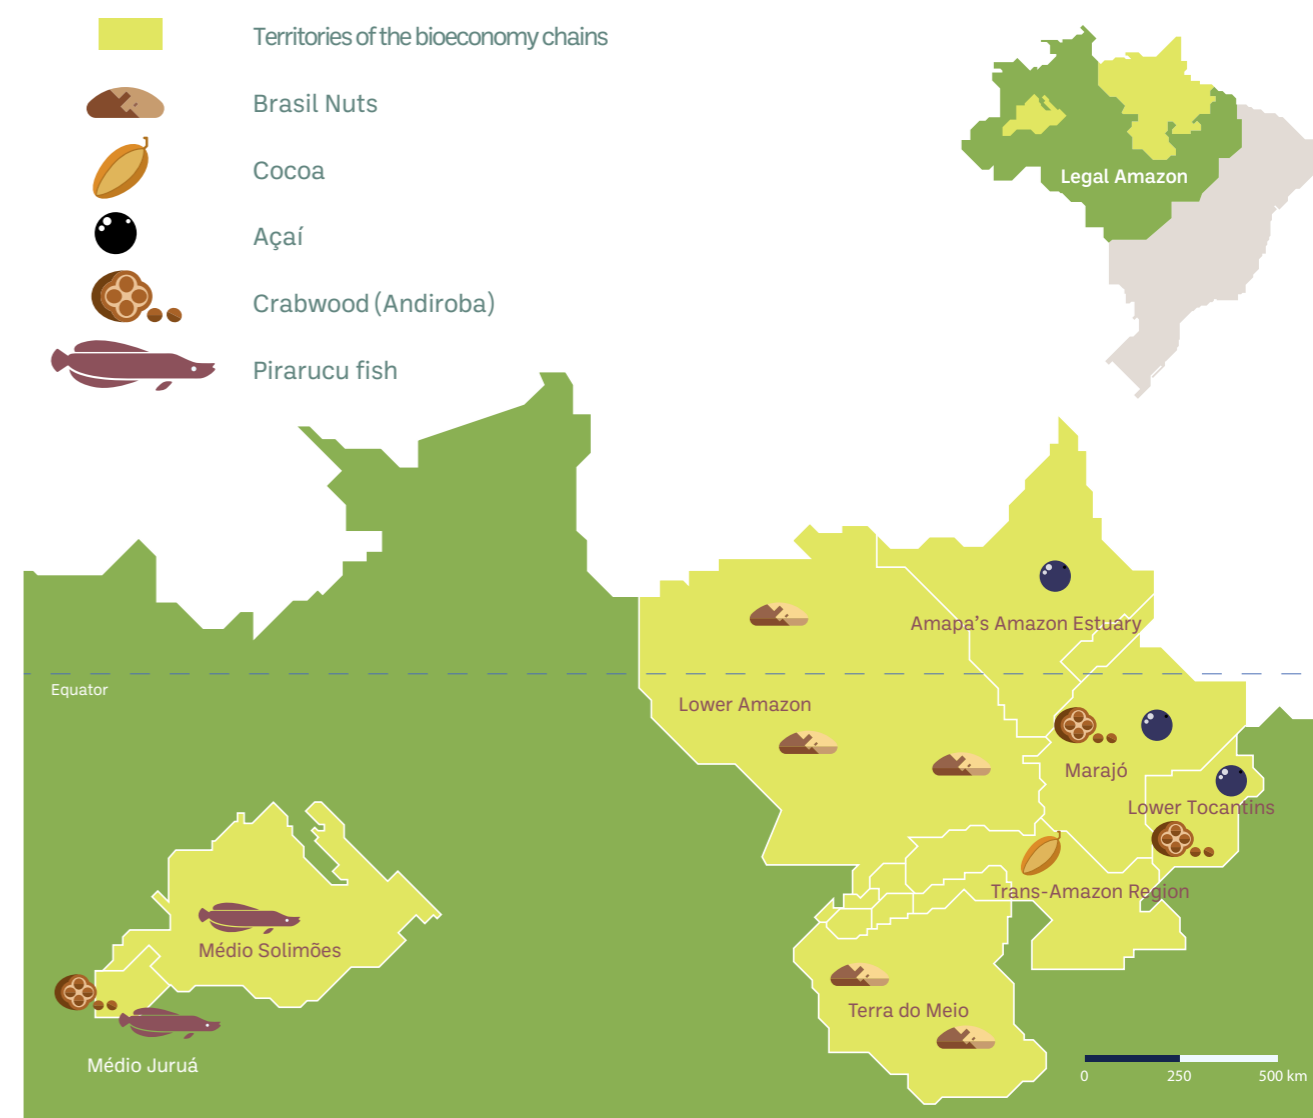 Territories of the bioeconomy chains
Brasil Nuts
Cocoa
Açaí
Crabwood (Andiroba)
Pirarucu fish
Legal Amazon
Amapa's Amazon Estuary
Equator
Lower Amazon
Marajó
Lower Tocantins
Trans-Amazon Region
Médio Solimões
Terra do Meio
Médio Juruá
0 250 500 km